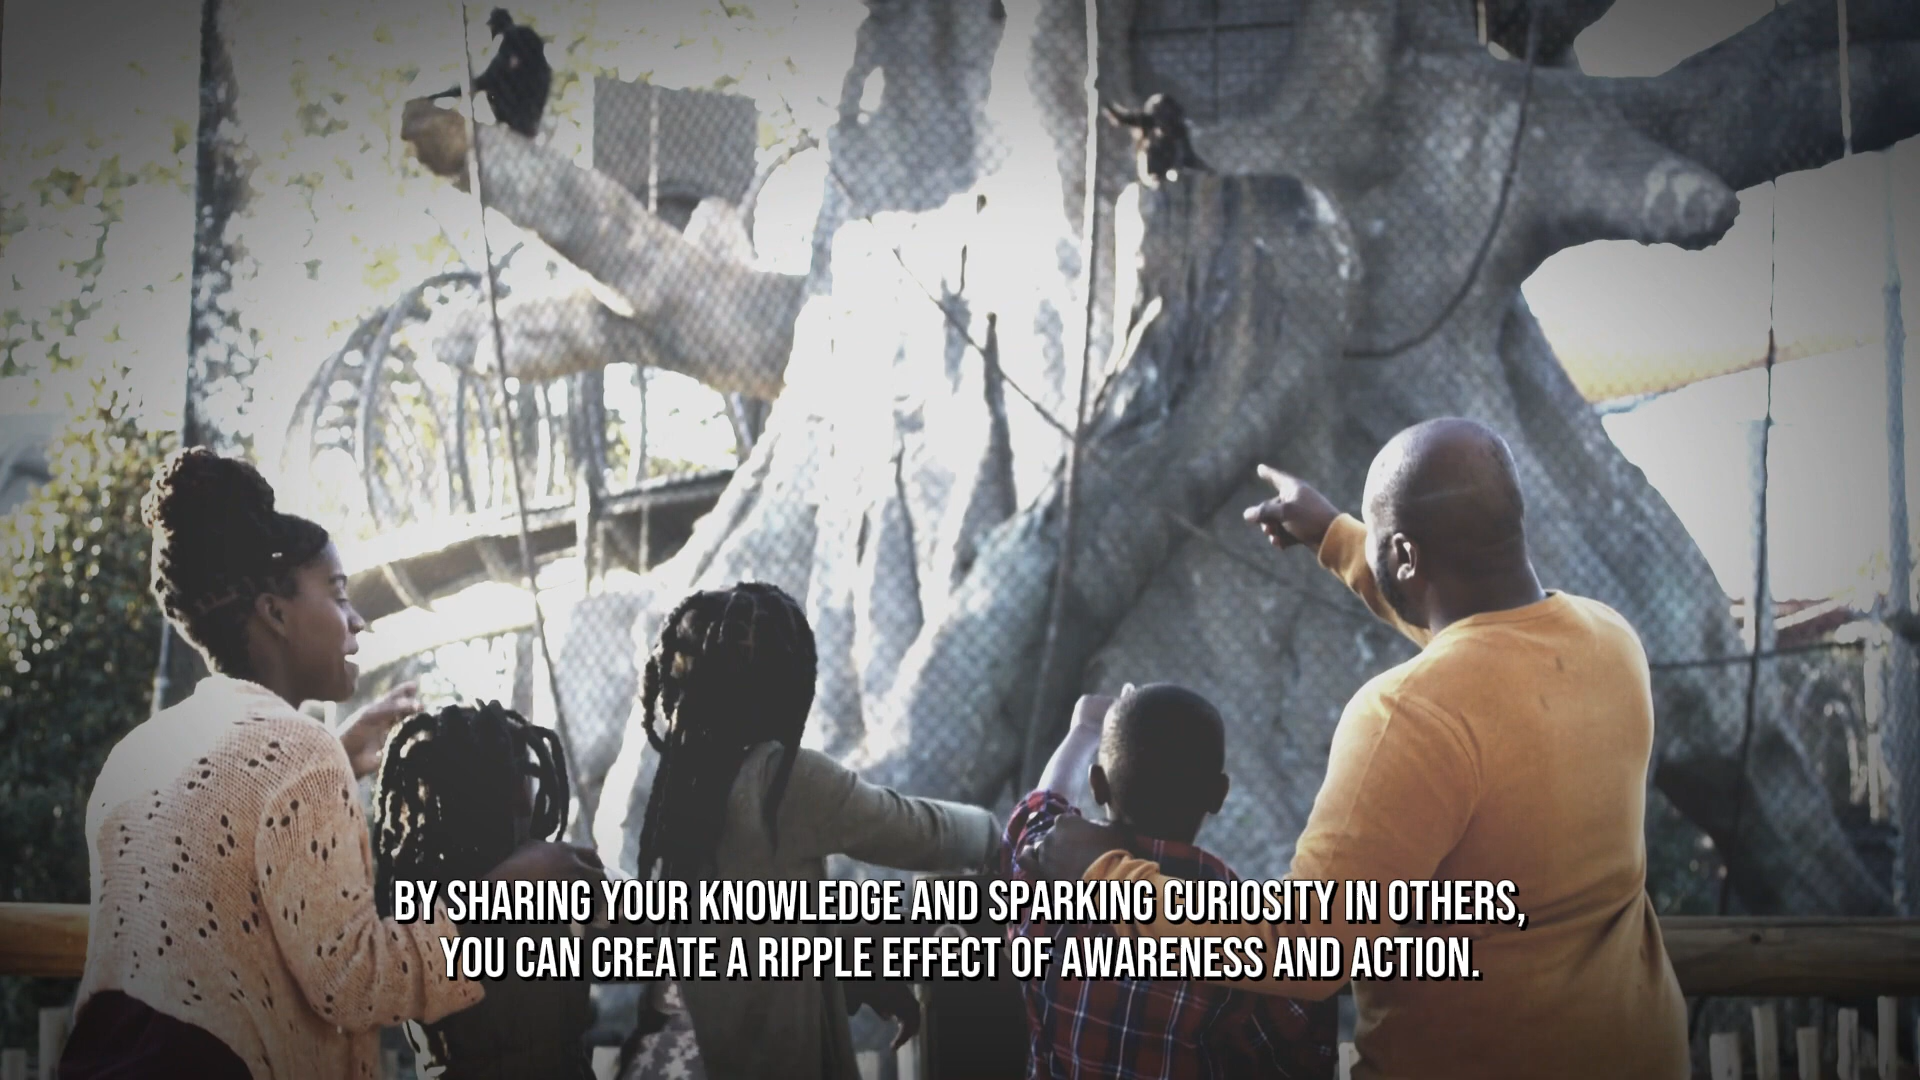 BY SHARING YOUR KNOWLEDGE AND SPARKING CURIOSITY IN OTHERS,
YOU CAN CREATE A RIPPLE EFFECT OF AWARENESS AND ACTION.